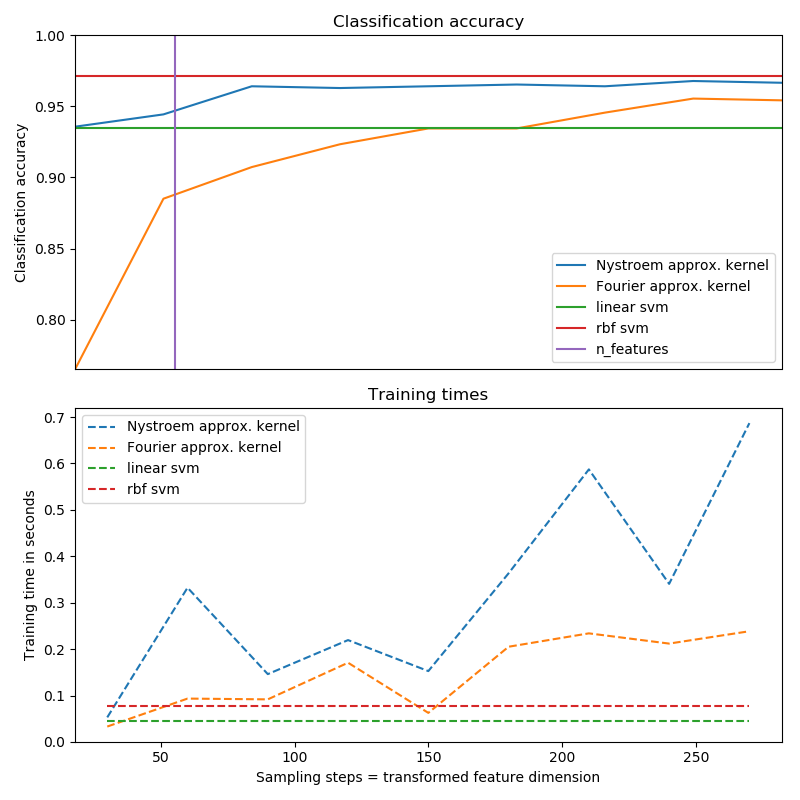 Classification accuracy
1.00
0.95
0.90
0.85
0.80
Classification accuracy
Nystroem approx. kernel
Fourier approx. kernel
linear svm
rbf svm
n_features
Training times
0.7
0.6
0.5
0.4
0.3
0.2
0.1
0.0
Training time in seconds
Nystroem approx. kernel
Fourier approx. kernel
linear svm
rbf svm
50
100
150
200
250
Sampling steps = transformed feature dimension